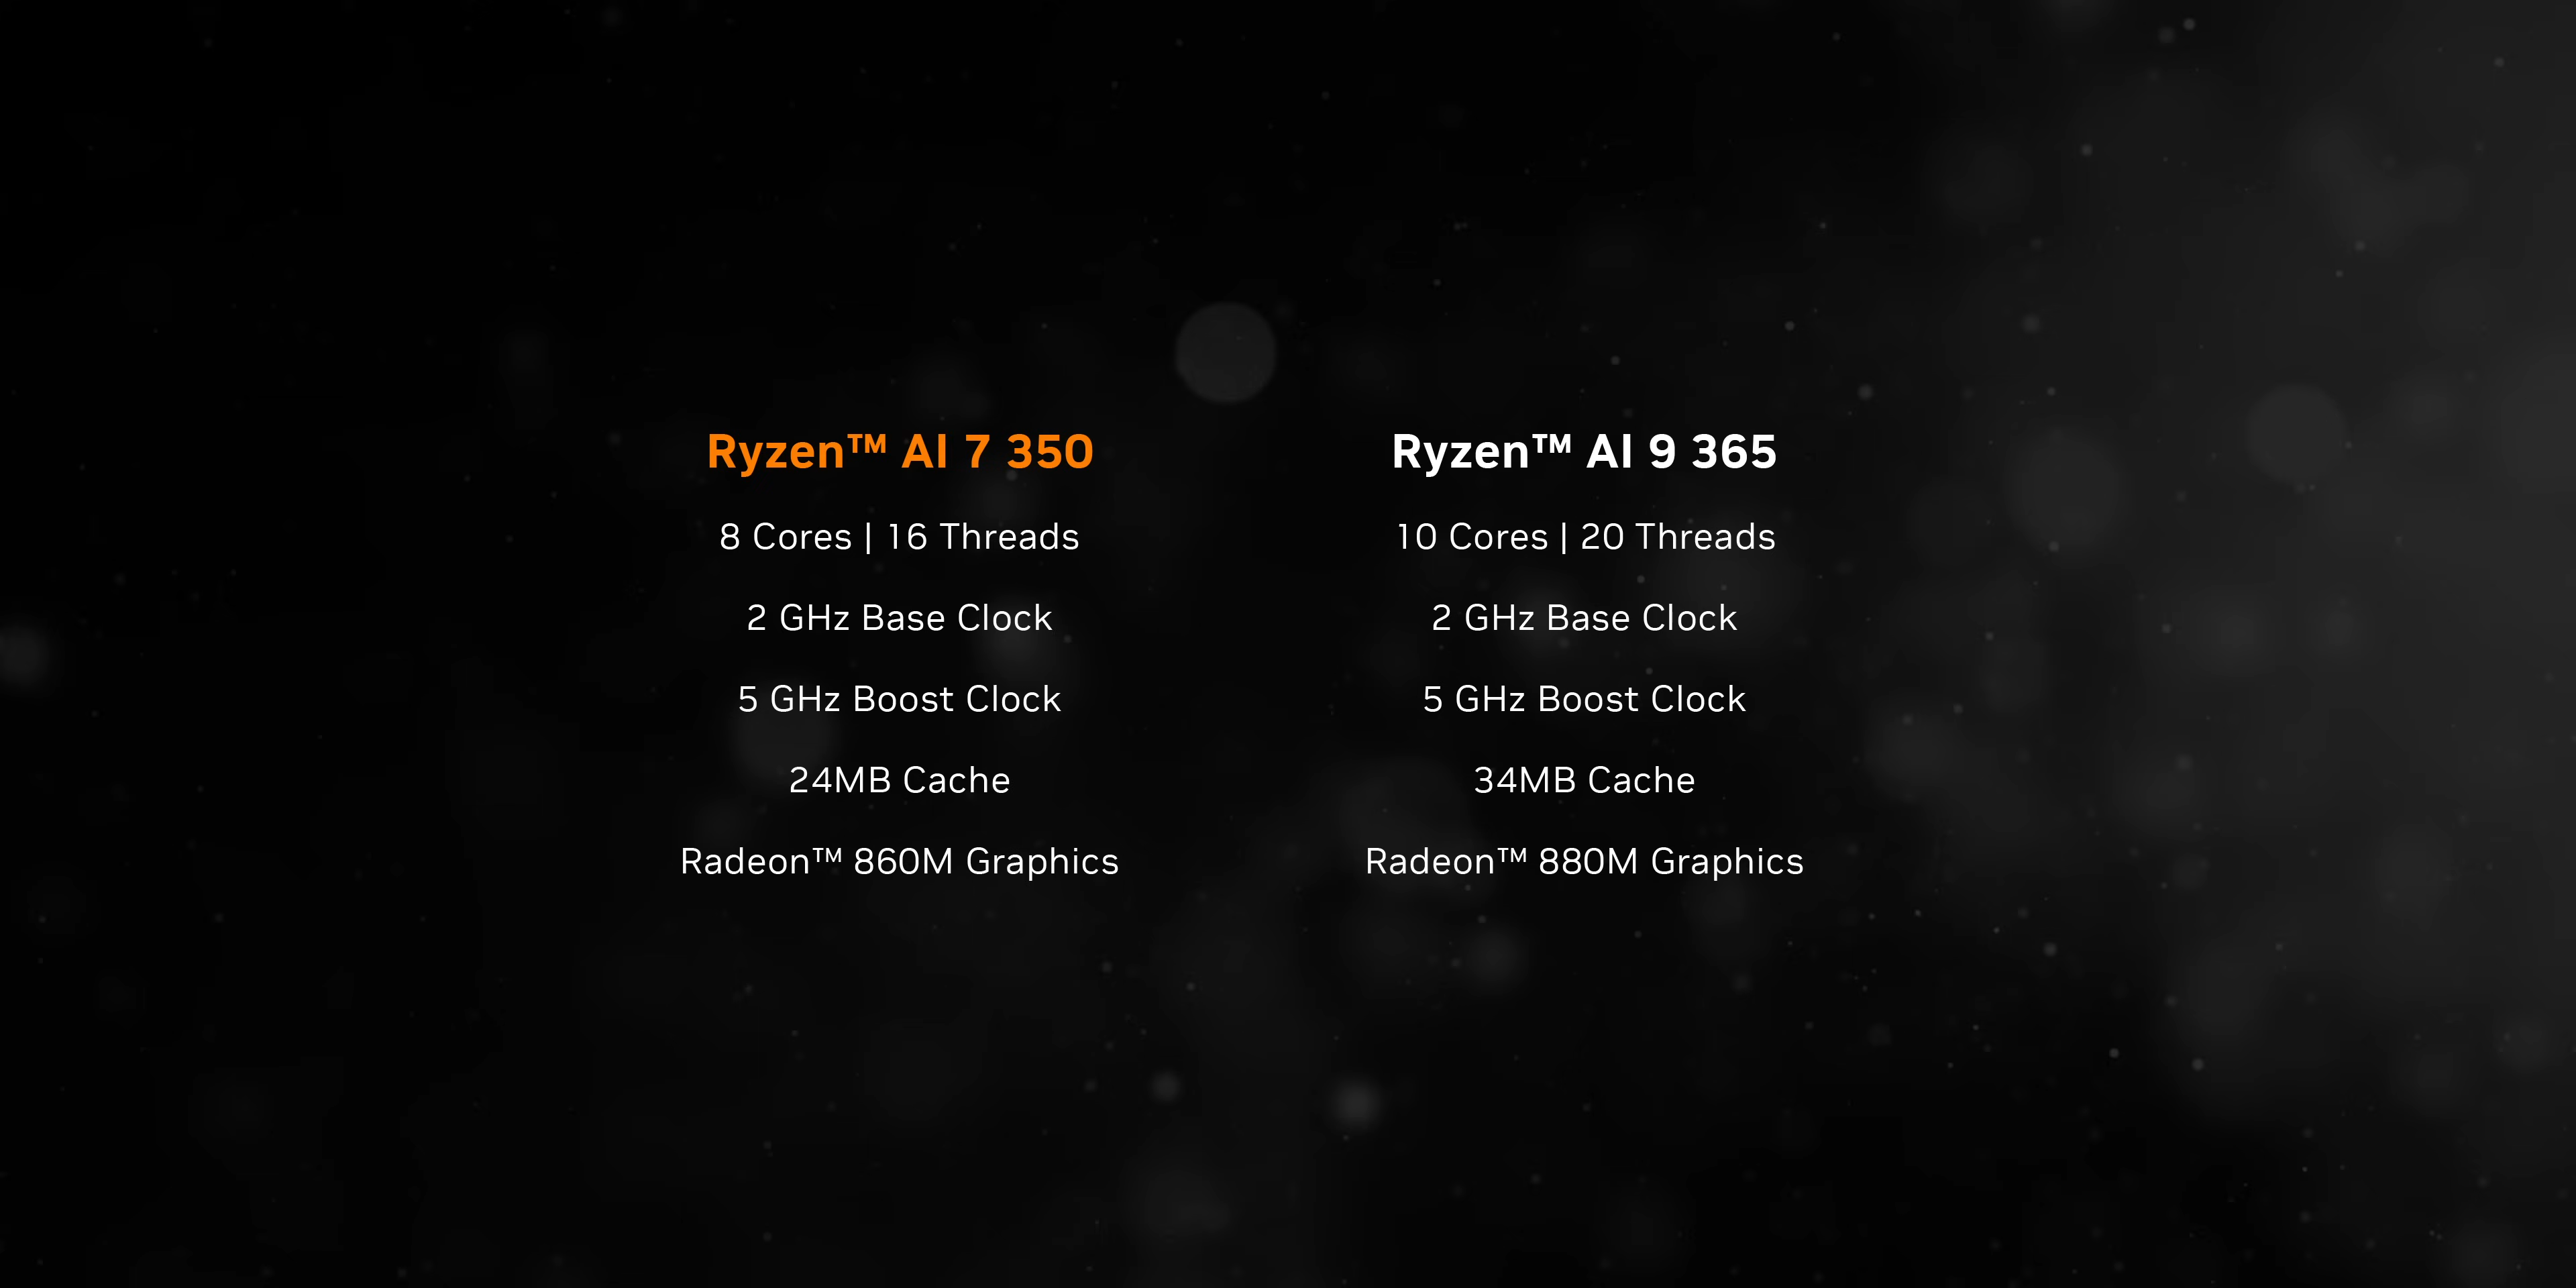 Ryzen™ AI 7 350
8 Cores | 16 Threads
2 GHz Base Clock
5 GHz Boost Clock
24MB Cache
Radeon™ 860M Graphics
Ryzen™ AI 9 365
10 Cores | 20 Threads
2 GHz Base Clock
5 GHz Boost Clock
34MB Cache
Radeon™ 880M Graphics